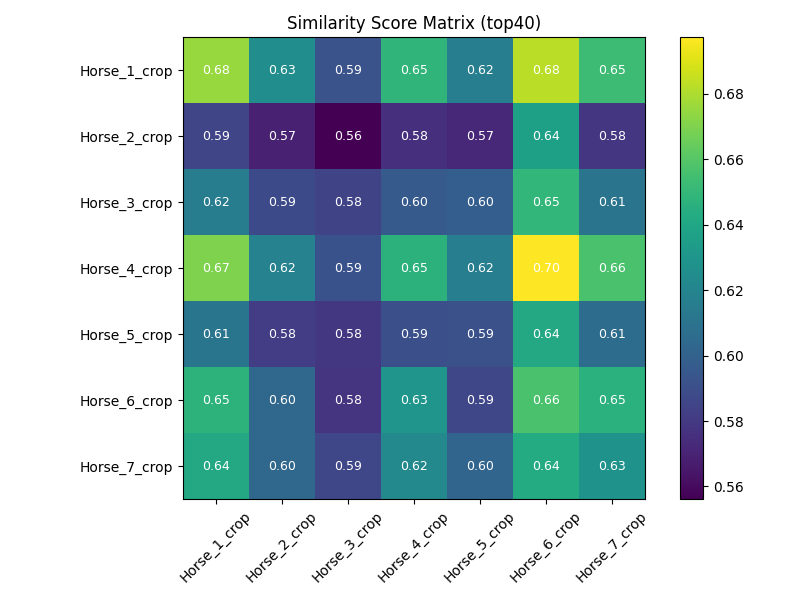 Similarity Score Matrix (top40)
Horse_1_crop 0.68 0.63 0.59 0.65 0.62 0.68 0.65
Horse_2_crop 0.59 0.57 0.56 0.58 0.57 0.64 0.58
Horse_3_crop 0.62 0.59 0.58 0.60 0.60 0.65 0.61
Horse_4_crop 0.67 0.62 0.59 0.65 0.62 0.70 0.66
Horse_5_crop 0.61 0.58 0.58 0.59 0.59 0.64 0.61
Horse_6_crop 0.65 0.60 0.58 0.63 0.59 0.66 0.65
Horse_7_crop 0.64 0.60 0.59 0.62 0.60 0.64 0.63
Horse_1_crop Horse_2_crop Horse_3_crop Horse_4_crop Horse_5_crop Horse_6_crop Horse_7_crop
0.68
0.66
0.64
0.62
0.60
0.58
0.56